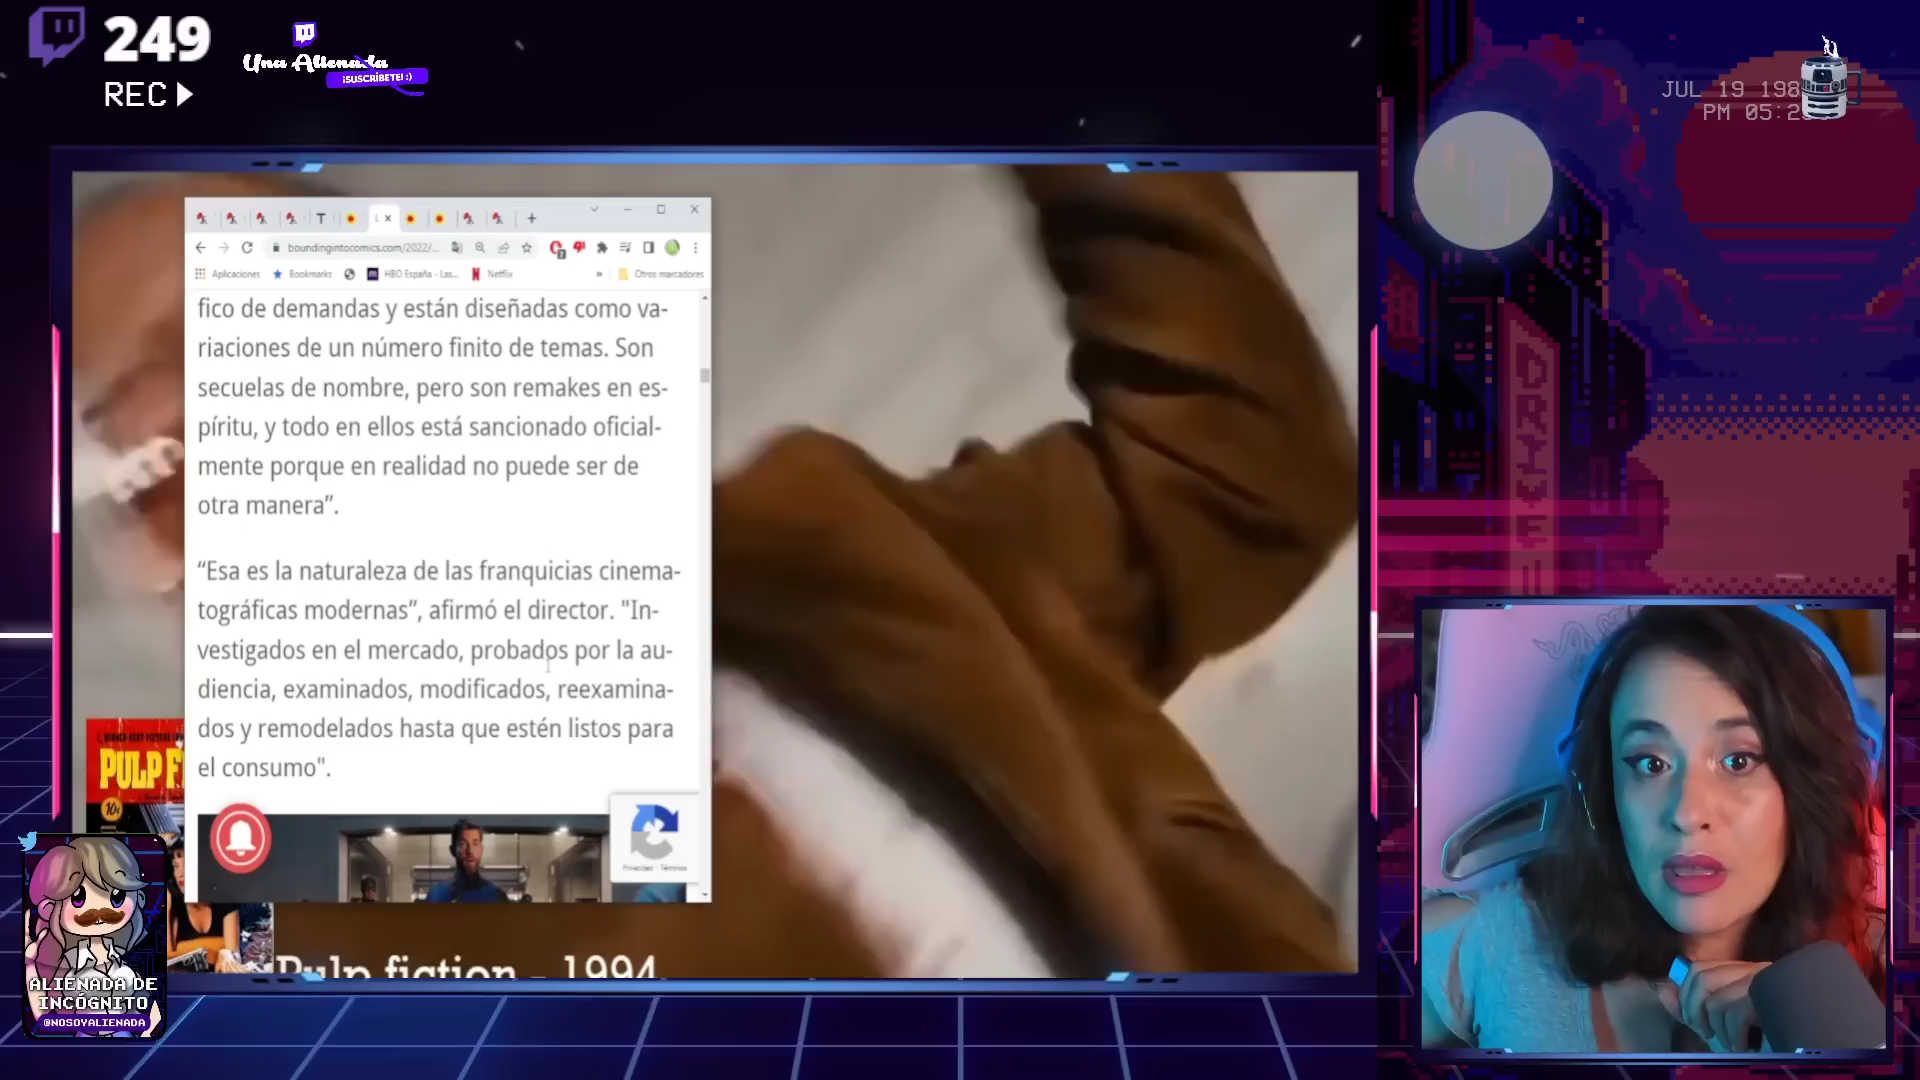 249
REC
Una Alienada
¡SUSCRÍBETE! :)
JUL 19 198
PM 05:2
boundingintocomics.com/2022/...
Aplicaciones
Bookmarks
HBO España - Las...
Netflix
»
Otros marcadores
fico de demandas y están diseñadas como va-
riaciones de un número finito de temas. Son
secuelas de nombre, pero son remakes en es-
píritu, y todo en ellos está sancionado oficial-
mente porque en realidad no puede ser de
otra manera”.
“Esa es la naturaleza de las franquicias cinema-
tográficas modernas”, afirmó el director. "In-
vestigados en el mercado, probados por la au-
diencia, examinados, modificados, reexamina-
dos y remodelados hasta que estén listos para
el consumo".
Privacidad - Términos
PULP F
10¢
Pulp fiction - 1994
ALIENADA DE
INCÓGNITO
@NOSOYALIENADA
DRIVE